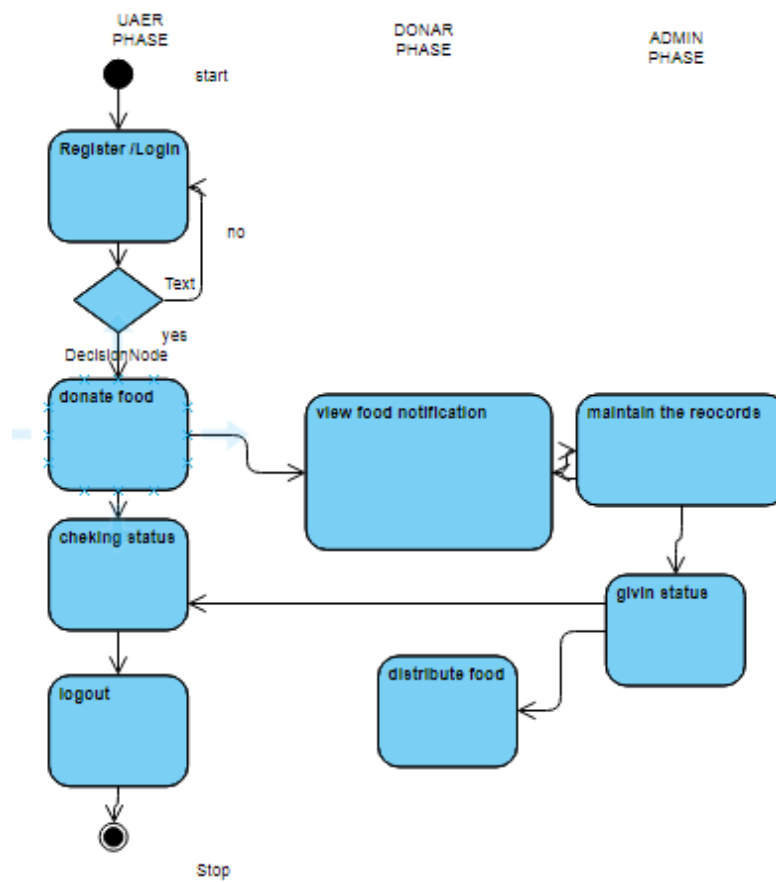 UAER
PHASE
DONAR
PHASE
ADMIN
PHASE
start
Register /Login
no
Text
yes
DecisionNode
donate food
view food notification
maintain the reocords
cheking status
givin status
distribute food
logout
Stop